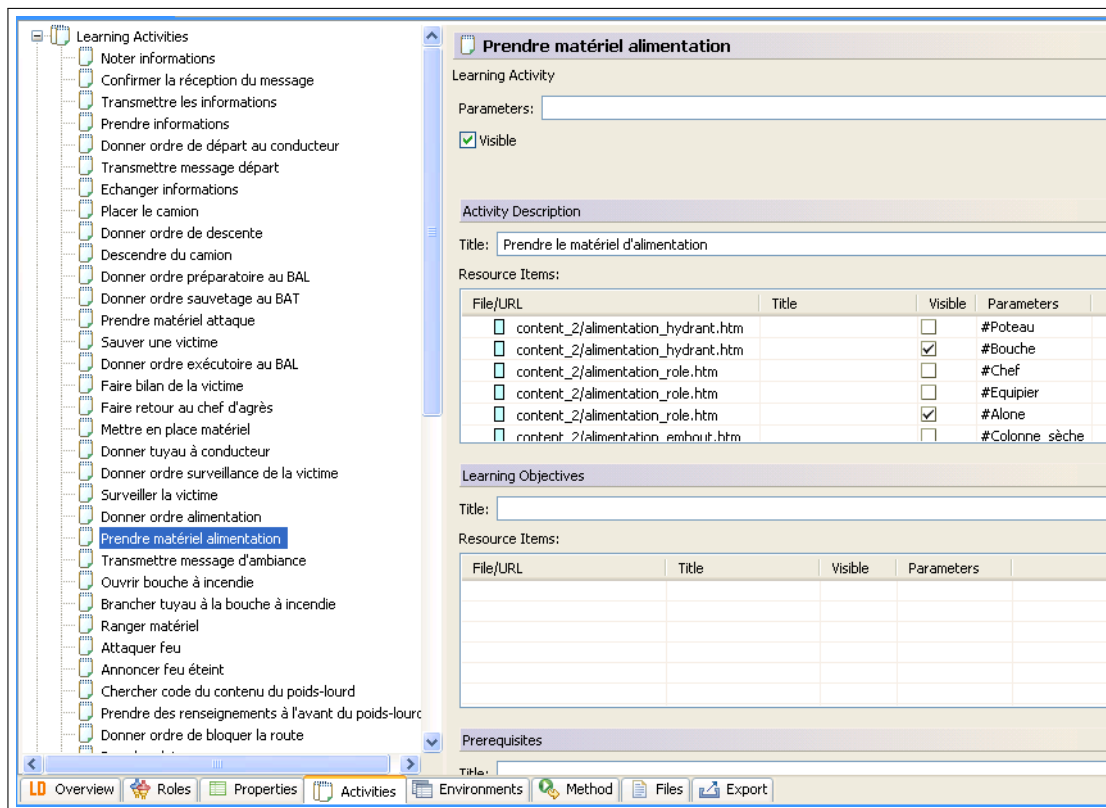 Learning Activities
Noter informations
Confirmer la réception du message
Transmettre les informations
Prendre informations
Donner ordre de départ au conducteur
Transmettre message départ
Echanger informations
Placer le camion
Donner ordre de descente
Descendre du camion
Donner ordre préparatoire au BAL
Donner ordre sauvetage au BAT
Prendre matériel attaque
Sauver une victime
Donner ordre exécutoire au BAL
Faire bilan de la victime
Faire retour au chef d'agrès
Mettre en place matériel
Donner tuyau à conducteur
Donner ordre surveillance de la victime
Surveiller la victime
Donner ordre alimentation
Prendre matériel alimentation
Transmettre message d'ambiance
Ouvrir bouche à incendie
Brancher tuyau à la bouche à incendie
Ranger matériel
Attaquer feu
Annoncer feu éteint
Chercher code du contenu du poids-lourd
Prendre des renseignements à l'avant du poids-lourd
Donner ordre de bloquer la route
Prendre matériel alimentation
Learning Activity
Parameters:
Visible
Activity Description
Title: Prendre le matériel d'alimentation
Resource Items:
File/URL Title Visible Parameters
content_2/alimentation_hydrant.htm #Poteau
content_2/alimentation_hydrant.htm #Bouche
content_2/alimentation_role.htm #Chef
content_2/alimentation_role.htm #Equipier
content_2/alimentation_role.htm #Alone
content_2/alimentation_embout.htm #Colonne_sèche
Learning Objectives
Title:
Resource Items:
File/URL Title Visible Parameters
Prerequisites
Title:
LD Overview Roles Properties Activities Environments Method Files Export